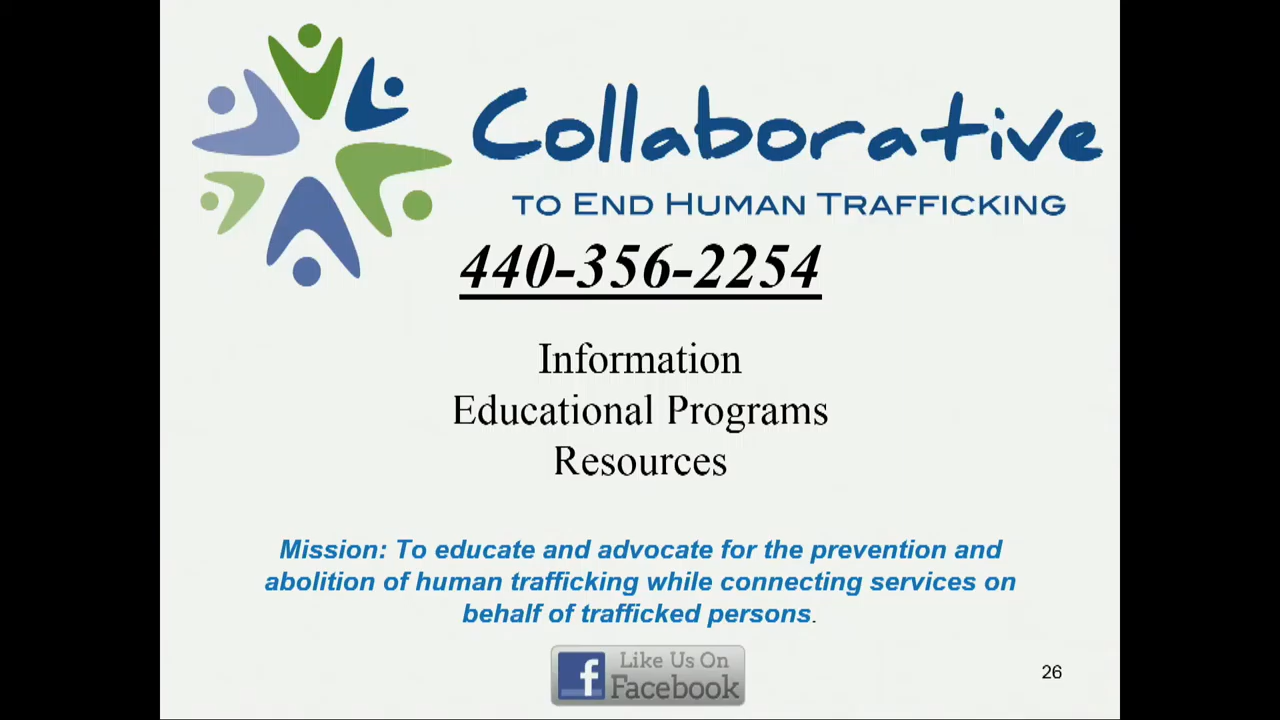 Collaborative
TO END HUMAN TRAFFICKING
440-356-2254
Information
Educational Programs
Resources
Mission: To educate and advocate for the prevention and
abolition of human trafficking while connecting services on
behalf of trafficked persons.
f Like Us On
Facebook
26